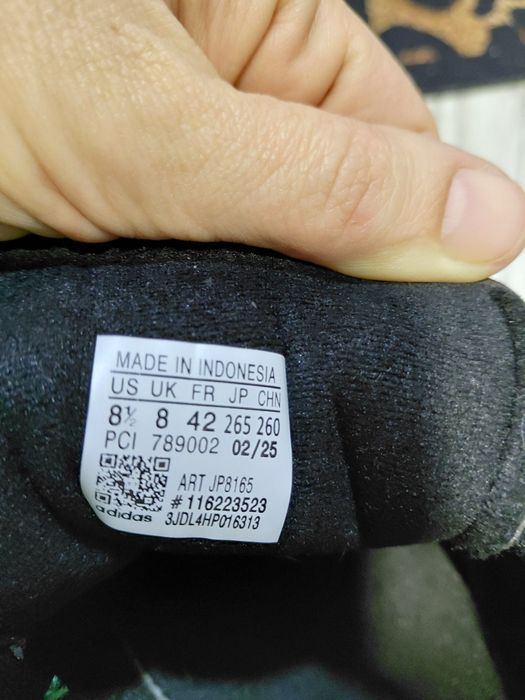 MADE IN INDONESIA
US UK FR JP CHN
8½ 8 42 265 260
PCI 789002 02/25
ART JP8165
#116223523
adidas 3JDL4HP016313